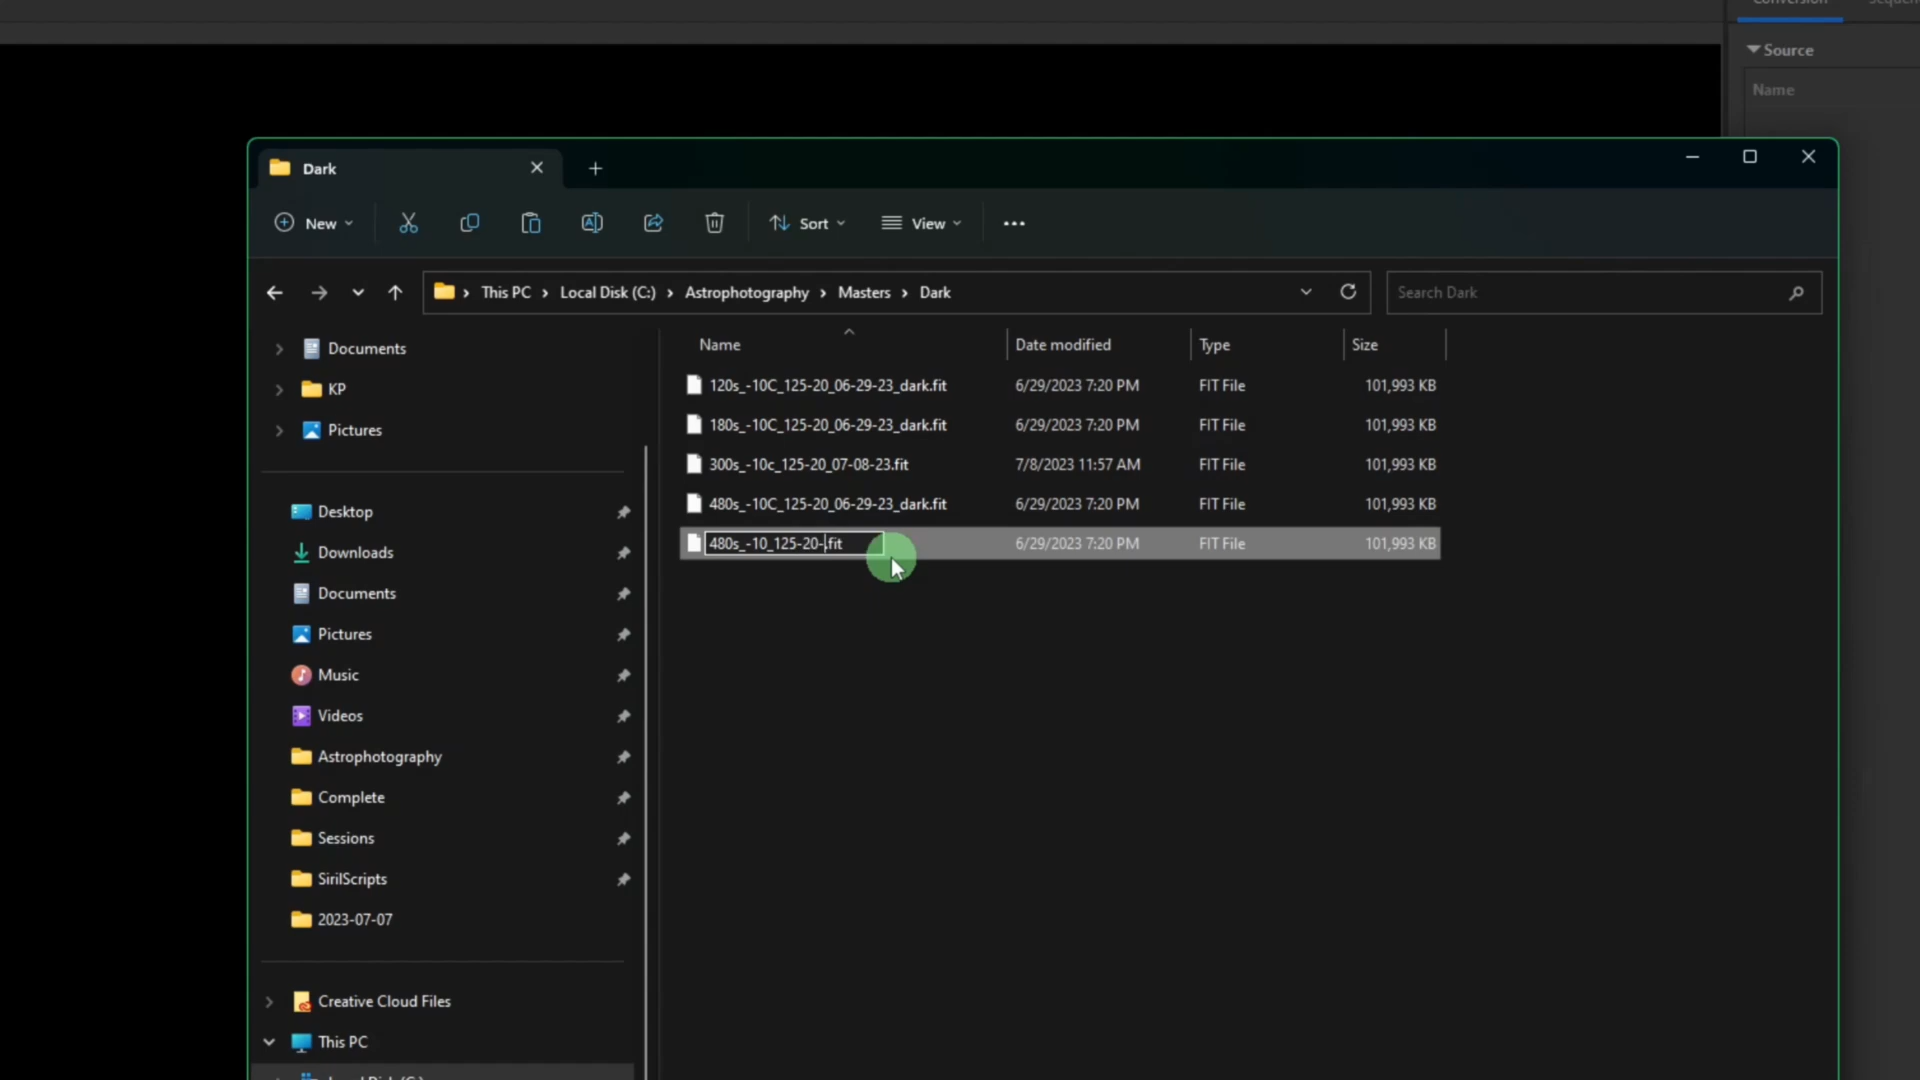 Conversion Sequen
Source
Name
Dark
New
Sort
View
This PC > Local Disk (C:) > Astrophotography > Masters > Dark
Search Dark
Documents
KP
Pictures
Desktop
Downloads
Documents
Pictures
Music
Videos
Astrophotography
Complete
Sessions
SirilScripts
2023-07-07
Creative Cloud Files
This PC
Name Date modified Type Size
120s_-10C_125-20_06-29-23_dark.fit 6/29/2023 7:20 PM FIT File 101,993 KB
180s_-10C_125-20_06-29-23_dark.fit 6/29/2023 7:20 PM FIT File 101,993 KB
300s_-10c_125-20_07-08-23.fit 7/8/2023 11:57 AM FIT File 101,993 KB
480s_-10C_125-20_06-29-23_dark.fit 6/29/2023 7:20 PM FIT File 101,993 KB
480s_-10_125-20-.fit 6/29/2023 7:20 PM FIT File 101,993 KB